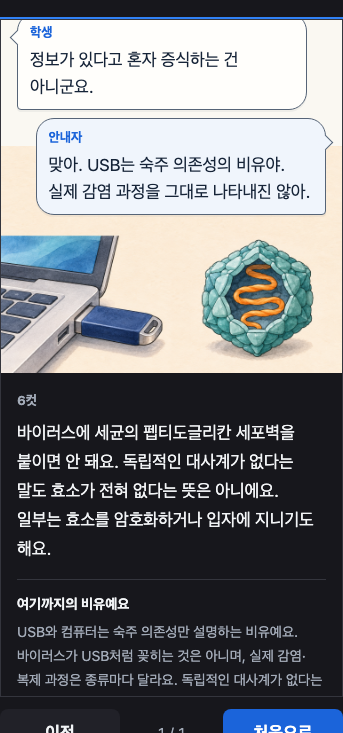 학생
정보가 있다고 혼자 증식하는 건
아니군요.
안내자
맞아. USB는 숙주 의존성의 비유야.
실제 감염 과정을 그대로 나타내진 않아.
6컷
바이러스에 세균의 펩티도글리칸 세포벽을
붙이면 안 돼요. 독립적인 대사계가 없다는
말도 효소가 전혀 없다는 뜻은 아니에요.
일부는 효소를 암호화하거나 입자에 지니기도
해요.
여기까지의 비유예요
USB와 컴퓨터는 숙주 의존성만 설명하는 비유예요.
바이러스가 USB처럼 꽂히는 것은 아니며, 실제 감염·
복제 과정은 종류마다 달라요. 독립적인 대사계가 없다는
이전
1 / 1
처음으로